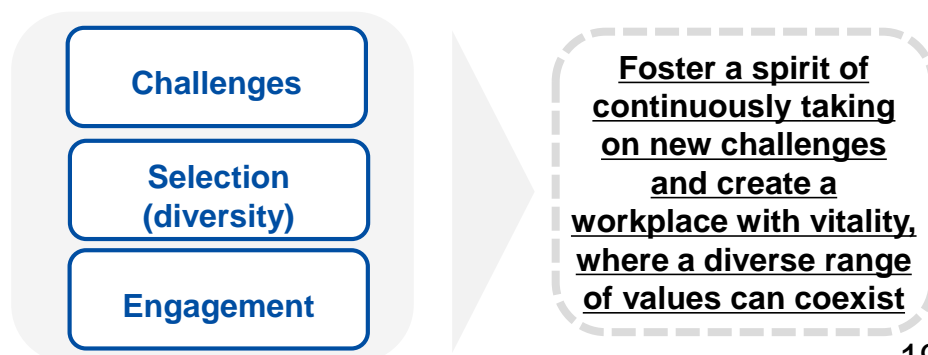 Challenges
Selection
(diversity)
Engagement
Foster a spirit of
continuously taking
on new challenges
and create a
workplace with vitality,
where a diverse range
of values can coexist